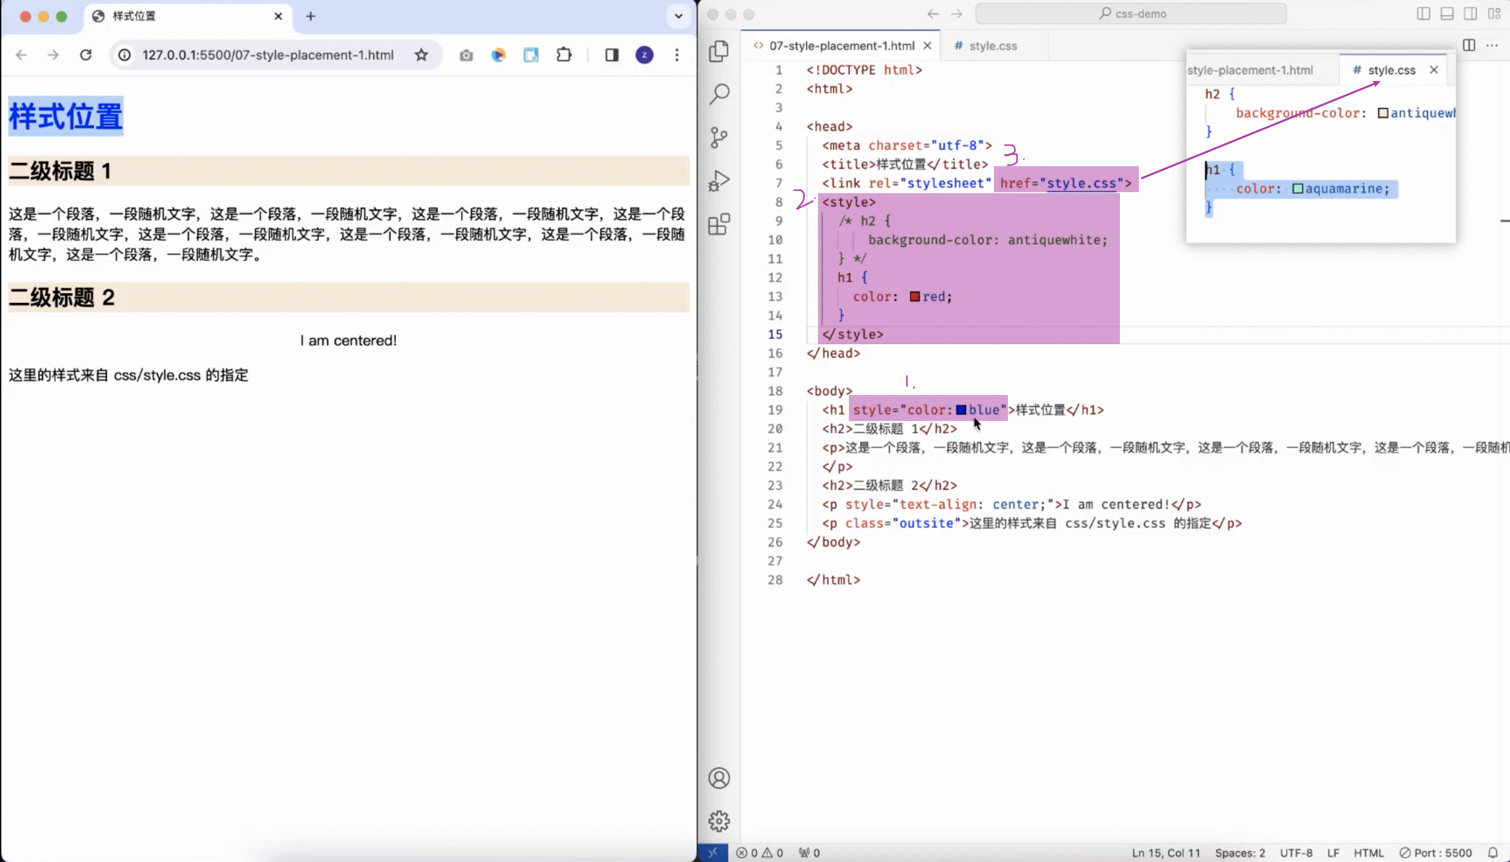 样式位置
127.0.0.1:5500/07-style-placement-1.html
Z
样式位置
二级标题 1
这是一个段落，一段随机文字，这是一个段落，一段随机文字，这是一个段落，一段随机文字，这是一个段
落，一段随机文字，这是一个段落，一段随机文字，这是一个段落，一段随机文字，这是一个段落，一段随
机文字，这是一个段落，一段随机文字。
二级标题 2
I am centered!
这里的样式来自 css/style.css 的指定
css-demo
07-style-placement-1.html
# style.css
1 <!DOCTYPE html>
2 <html>
3
4 <head>
5 <meta charset="utf-8">
6 <title>样式位置</title>
3.
7 <link rel="stylesheet" href="style.css">
2.
8 <style>
9 /* h2 {
10 background-color: antiquewhite;
11 } */
12 h1 {
13 color: red;
14 }
15 </style>
16 </head>
17
1.
18 <body>
19 <h1 style="color:blue">样式位置</h1>
20 <h2>二级标题 1</h2>
21 <p>这是一个段落，一段随机文字，这是一个段落，一段随机文字，这是一个段落，一段随机文字，这是一个段落，一段随机
22 </p>
23 <h2>二级标题 2</h2>
24 <p style="text-align: center;">I am centered!</p>
25 <p class="outsite">这里的样式来自 css/style.css 的指定</p>
26 </body>
27
28 </html>
style-placement-1.html
# style.css
h2 {
background-color: antiquewh
}
h1 {
color: aquamarine;
}
0 0 0
Ln 15, Col 11 Spaces: 2 UTF-8 LF HTML Port : 5500